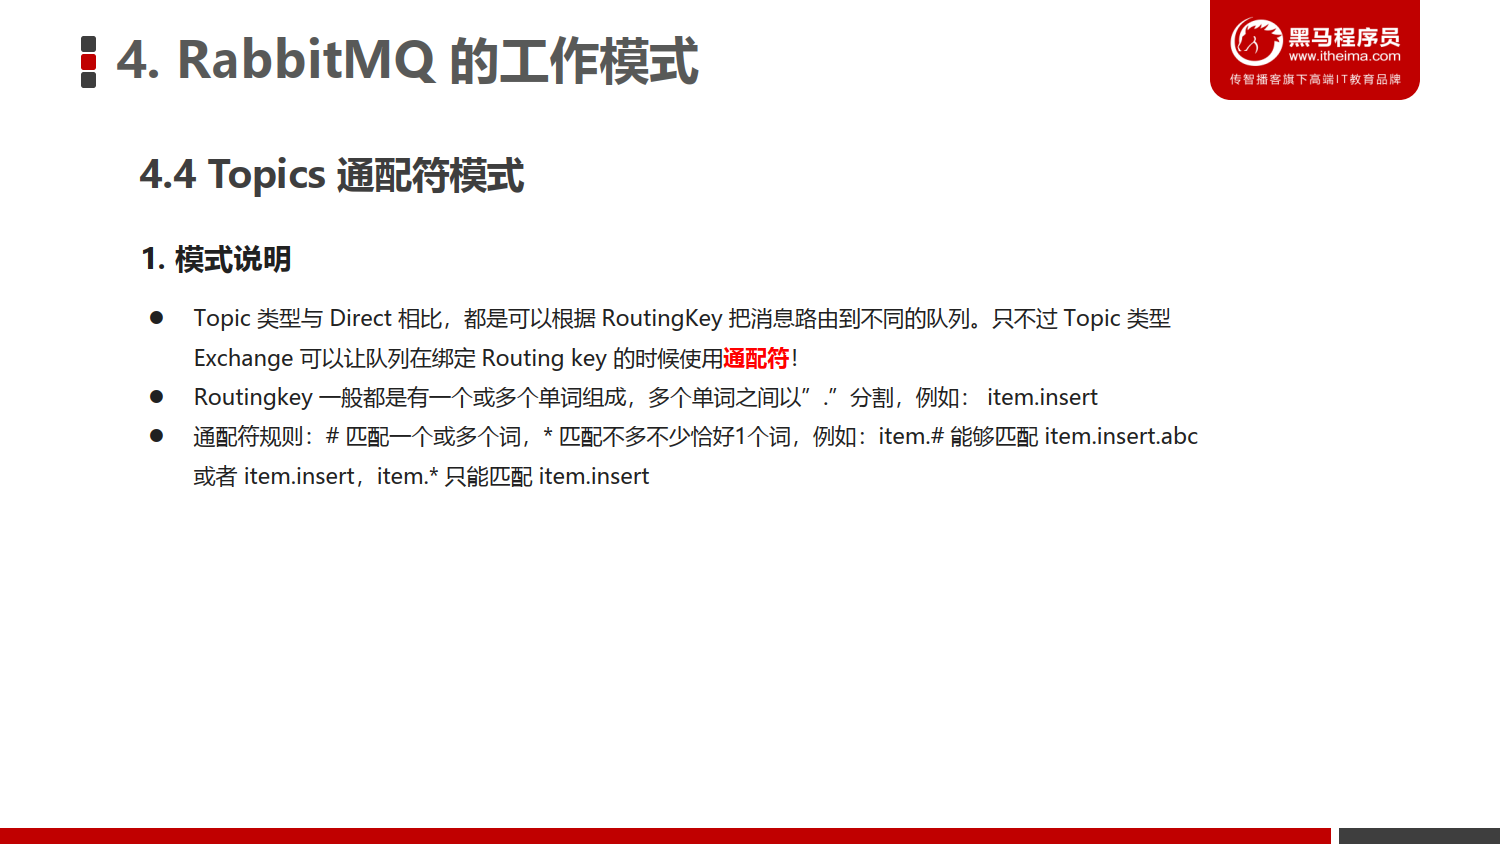 4. RabbitMQ 的工作模式
黑马程序员
www.itheima.com
传智播客旗下高端IT教育品牌
4.4 Topics 通配符模式
1. 模式说明
● Topic 类型与 Direct 相比，都是可以根据 RoutingKey 把消息路由到不同的队列。只不过 Topic 类型
Exchange 可以让队列在绑定 Routing key 的时候使用通配符！
● Routingkey 一般都是有一个或多个单词组成，多个单词之间以”.”分割，例如： item.insert
● 通配符规则：# 匹配一个或多个词，* 匹配不多不少恰好1个词，例如：item.# 能够匹配 item.insert.abc
或者 item.insert，item.* 只能匹配 item.insert